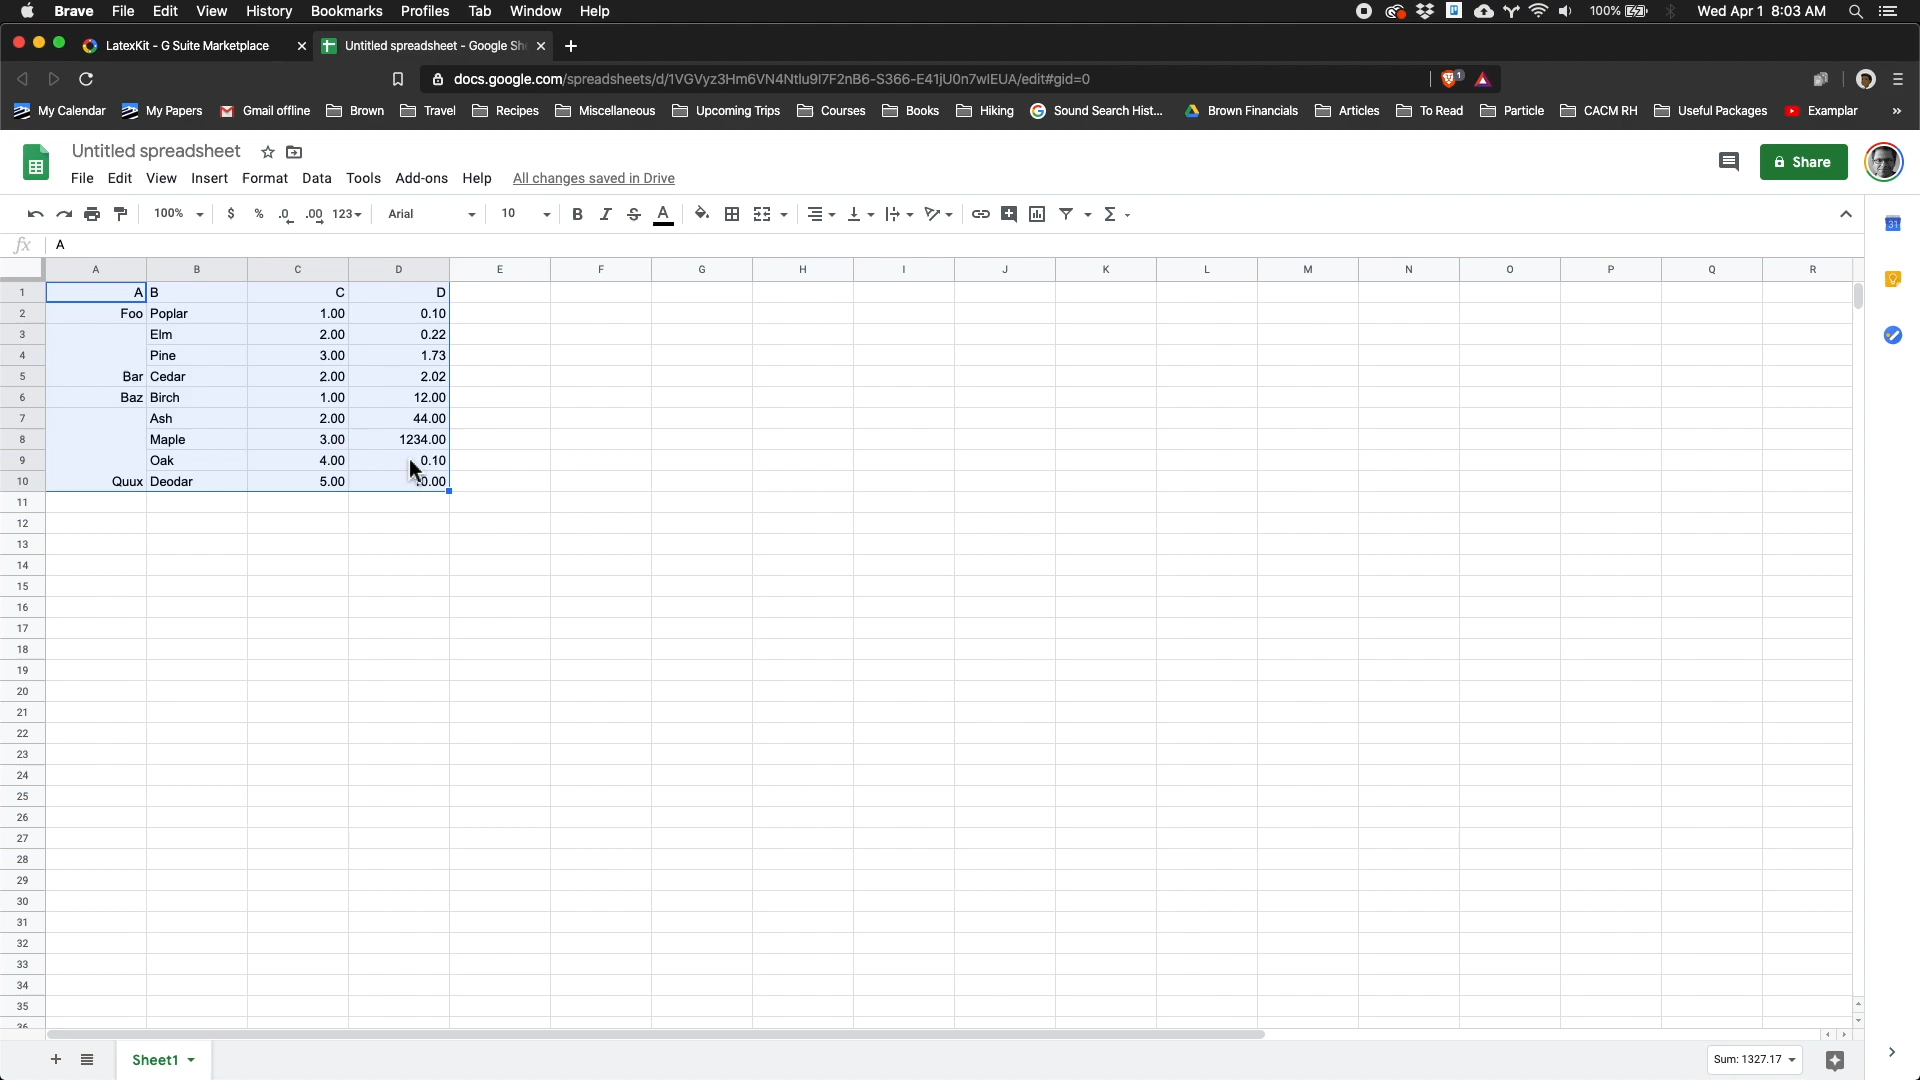 Brave File Edit View History Bookmarks Profiles Tab Window Help 100% Wed Apr 1 8:03 AM
LatexKit - G Suite Marketplace Untitled spreadsheet - Google Sh
docs.google.com/spreadsheets/d/1VGVyz3Hm6VN4Ntlu9I7F2nB6-S366-E41jU0n7wIEUA/edit#gid=0 1
My Calendar My Papers Gmail offline Brown Travel Recipes Miscellaneous Upcoming Trips Courses Books Hiking Sound Search Hist... Brown Financials Articles To Read Particle CACM RH Useful Packages Examplar »
Untitled spreadsheet
Share
File Edit View Insert Format Data Tools Add-ons Help All changes saved in Drive
100% $ % .0 .00 123 Arial 10 B I S A Σ
31
fx A
A B C D E F G H I J K L M N O P Q R
1 A B C D
2 Foo Poplar 1.00 0.10
3 Elm 2.00 0.22
4 Pine 3.00 1.73
5 Bar Cedar 2.00 2.02
6 Baz Birch 1.00 12.00
7 Ash 2.00 44.00
8 Maple 3.00 1234.00
9 Oak 4.00 0.10
10 Quux Deodar 5.00 0.00
11
12
13
14
15
16
17
18
19
20
21
22
23
24
25
26
27
28
29
30
31
32
33
34
35
36
Sheet1 Sum: 1327.17